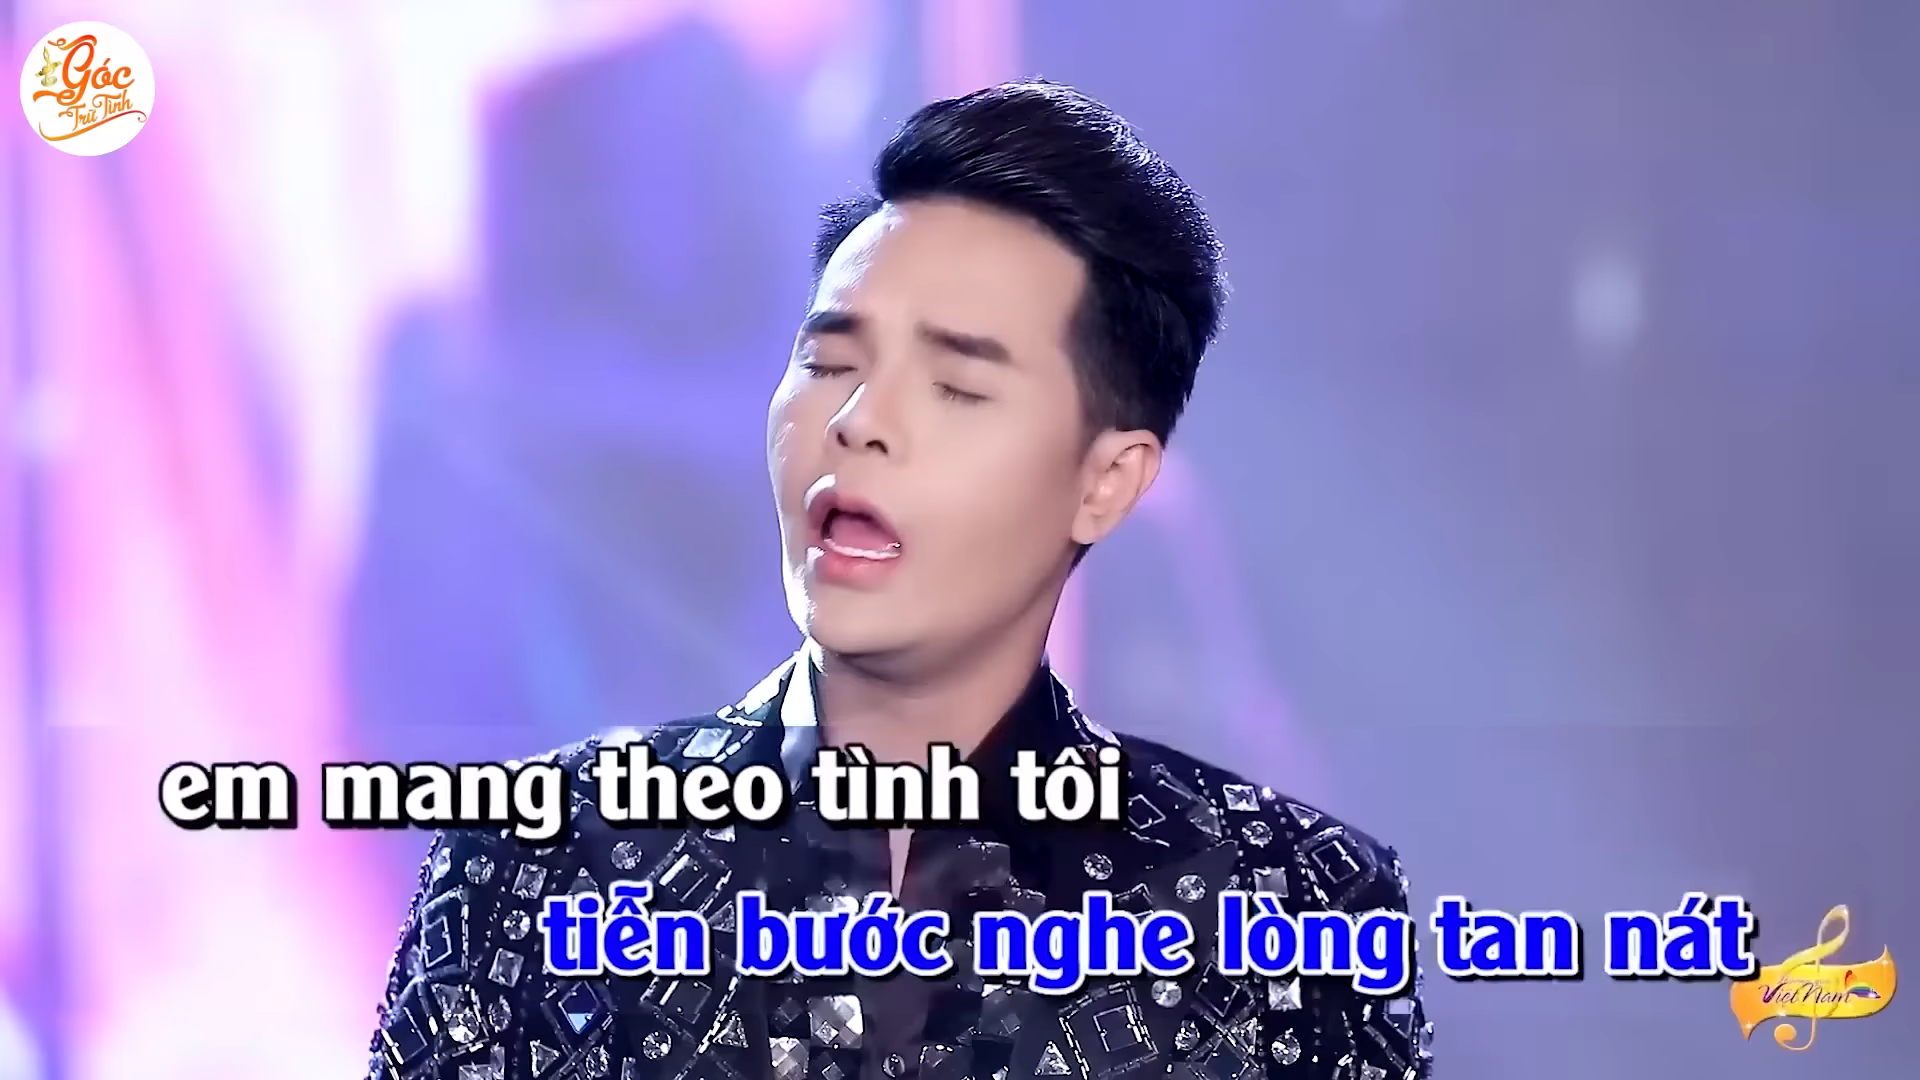 Góc
Trữ Tình
em mang theo tình tôi
tiễn bước nghe lòng tan nát
Việt Nam